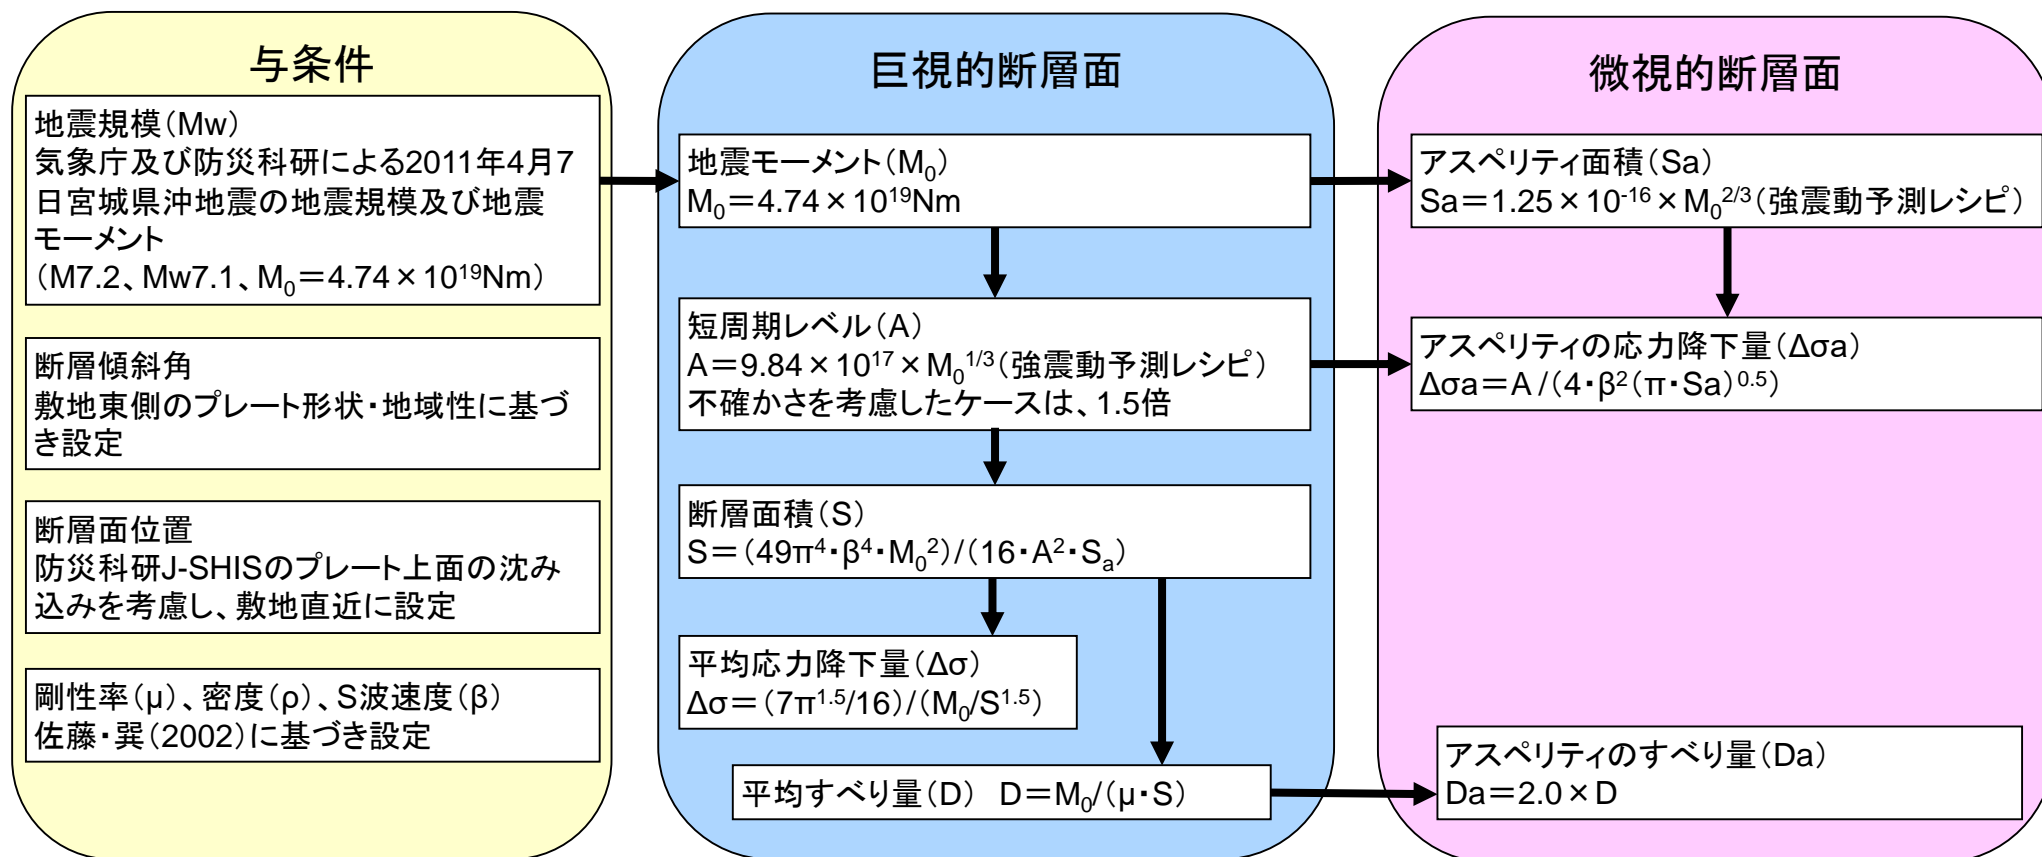 与条件
地震規模（Mw）
気象庁及び防災科研による2011年4月7
日宮城県沖地震の地震規模及び地震
モーメント
（M7.2、Mw7.1、M₀＝4.74×10¹⁹Nm）
断層傾斜角
敷地東側のプレート形状・地域性に基づ
き設定
断層面位置
防災科研J-SHISのプレート上面の沈み
込みを考慮し、敷地直近に設定
剛性率（μ）、密度（ρ）、S波速度（β）
佐藤・巽（2002）に基づき設定
巨視的断層面
地震モーメント（M₀）
M₀＝4.74×10¹⁹Nm
短周期レベル（A）
A＝9.84×10¹⁷×M₀^1/3（強震動予測レシピ）
不確かさを考慮したケースは、1.5倍
断層面積（S）
S＝（49π⁴・β⁴・M₀²）/（16・A²・Sₐ）
平均応力降下量（Δσ）
Δσ＝（7π^1.5/16）/（M₀/S^1.5）
平均すべり量（D）　D＝M₀/（μ・S）
微視的断層面
アスペリティ面積（Sa）
Sa＝1.25×10⁻¹⁶×M₀^2/3（強震動予測レシピ）
アスペリティの応力降下量（Δσa）
Δσa＝A/（4・β²（π・Sa）^0.5）
アスペリティのすべり量（Da）
Da＝2.0×D